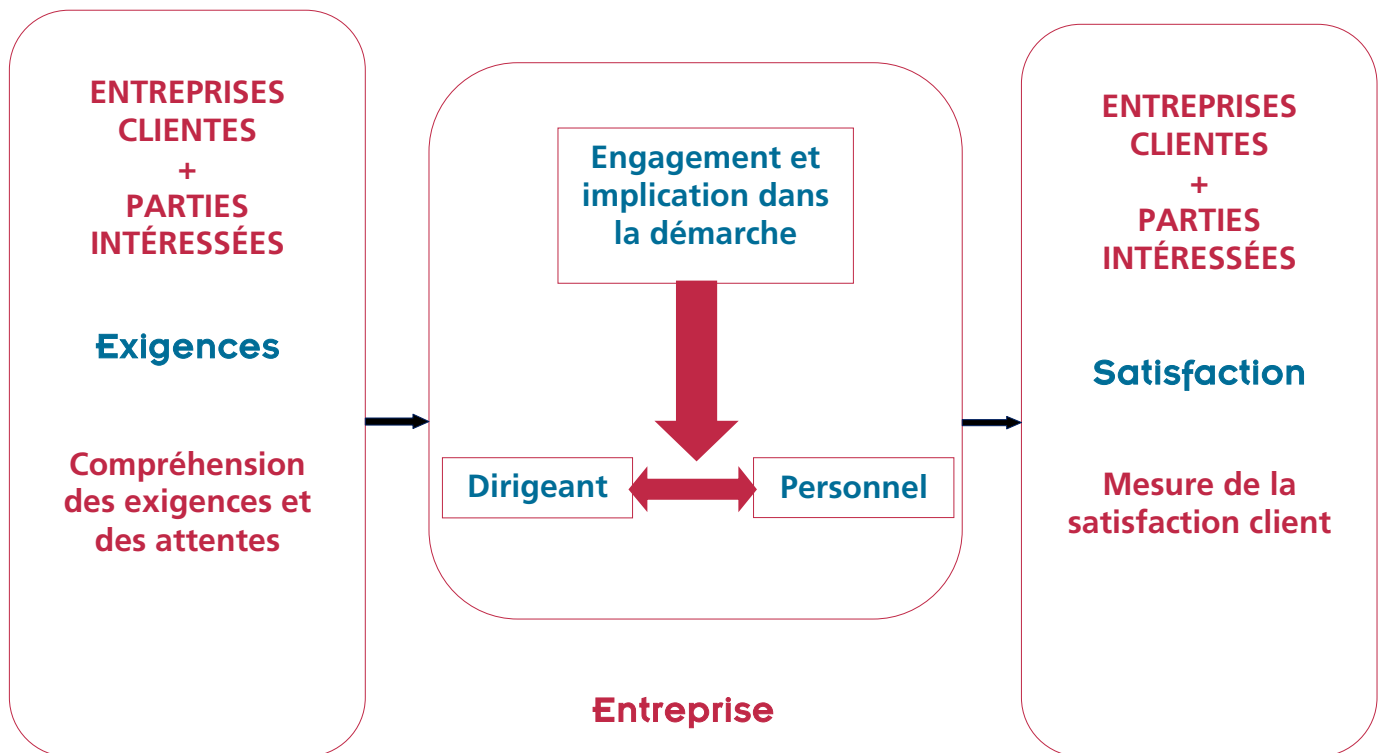 ENTREPRISES
CLIENTES
+
PARTIES
INTÉRESSÉES
Exigences
Compréhension
des exigences et
des attentes
Engagement et
implication dans
la démarche
Dirigeant
Personnel
Entreprise
ENTREPRISES
CLIENTES
+
PARTIES
INTÉRESSÉES
Satisfaction
Mesure de la
satisfaction client